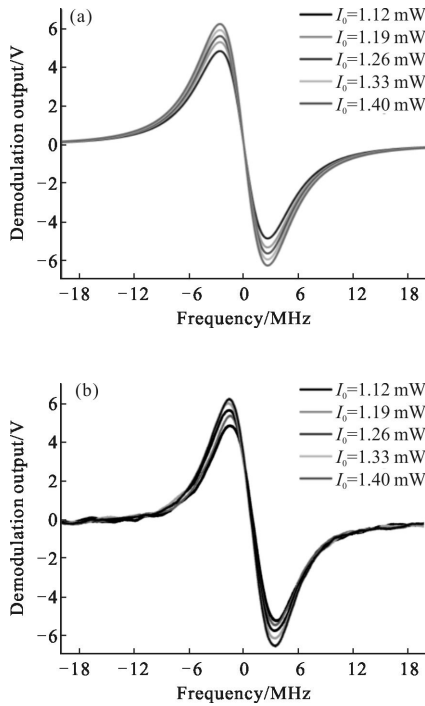 (a)
I₀=1.12 mW
I₀=1.19 mW
I₀=1.26 mW
I₀=1.33 mW
I₀=1.40 mW
Demodulation output/V
6
4
2
0
−2
−4
−6
−18 −12 −6 0 6 12 18
Frequency/MHz
(b)
I₀=1.12 mW
I₀=1.19 mW
I₀=1.26 mW
I₀=1.33 mW
I₀=1.40 mW
Demodulation output/V
6
4
2
0
−2
−4
−6
−18 −12 −6 0 6 12 18
Frequency/MHz